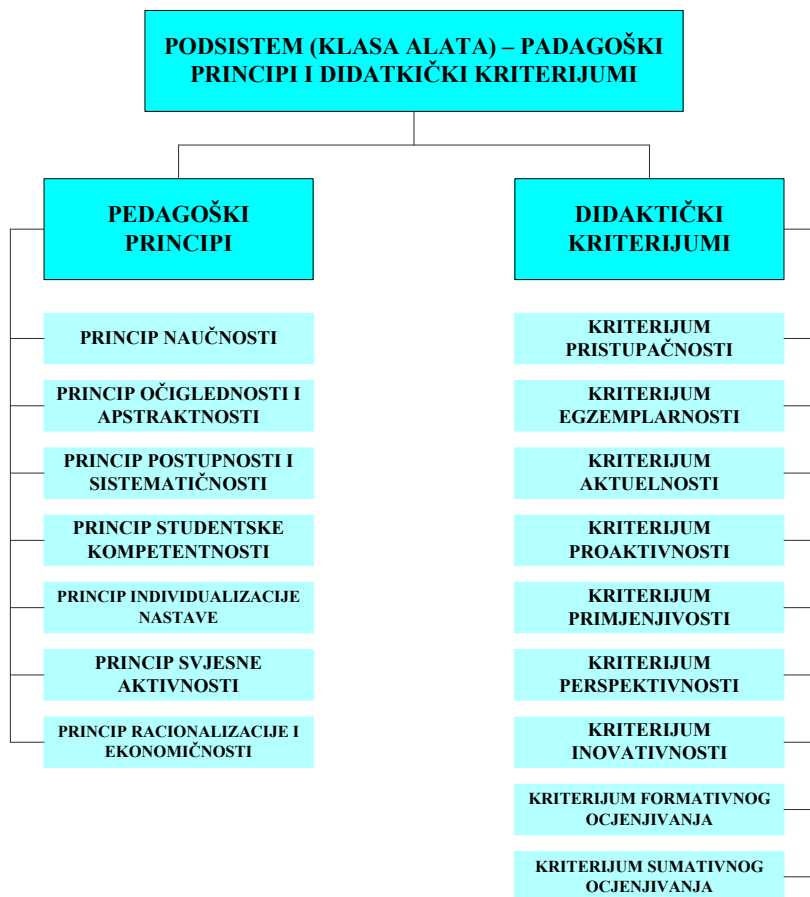 PODSISTEM (KLASA ALATA) – PADAGOŠKI
PRINCIPI I DIDATKIČKI KRITERIJUMI
PEDAGOŠKI
PRINCIPI
PRINCIP NAUČNOSTI
PRINCIP OČIGLEDNOSTI I
APSTRAKTNOSTI
PRINCIP POSTUPNOSTI I
SISTEMATIČNOSTI
PRINCIP STUDENTSKE
KOMPETENTNOSTI
PRINCIP INDIVIDUALIZACIJE
NASTAVE
PRINCIP SVJESNE
AKTIVNOSTI
PRINCIP RACIONALIZACIJE I
EKONOMIČNOSTI
DIDAKTIČKI
KRITERIJUMI
KRITERIJUM
PRISTUPAČNOSTI
KRITERIJUM
EGZEMPLARNOSTI
KRITERIJUM
AKTUELNOSTI
KRITERIJUM
PROAKTIVNOSTI
KRITERIJUM
PRIMJENJIVOSTI
KRITERIJUM
PERSPEKTIVNOSTI
KRITERIJUM
INOVATIVNOSTI
KRITERIJUM FORMATIVNOG
OCJENJIVANJA
KRITERIJUM SUMATIVNOG
OCJENJIVANJA